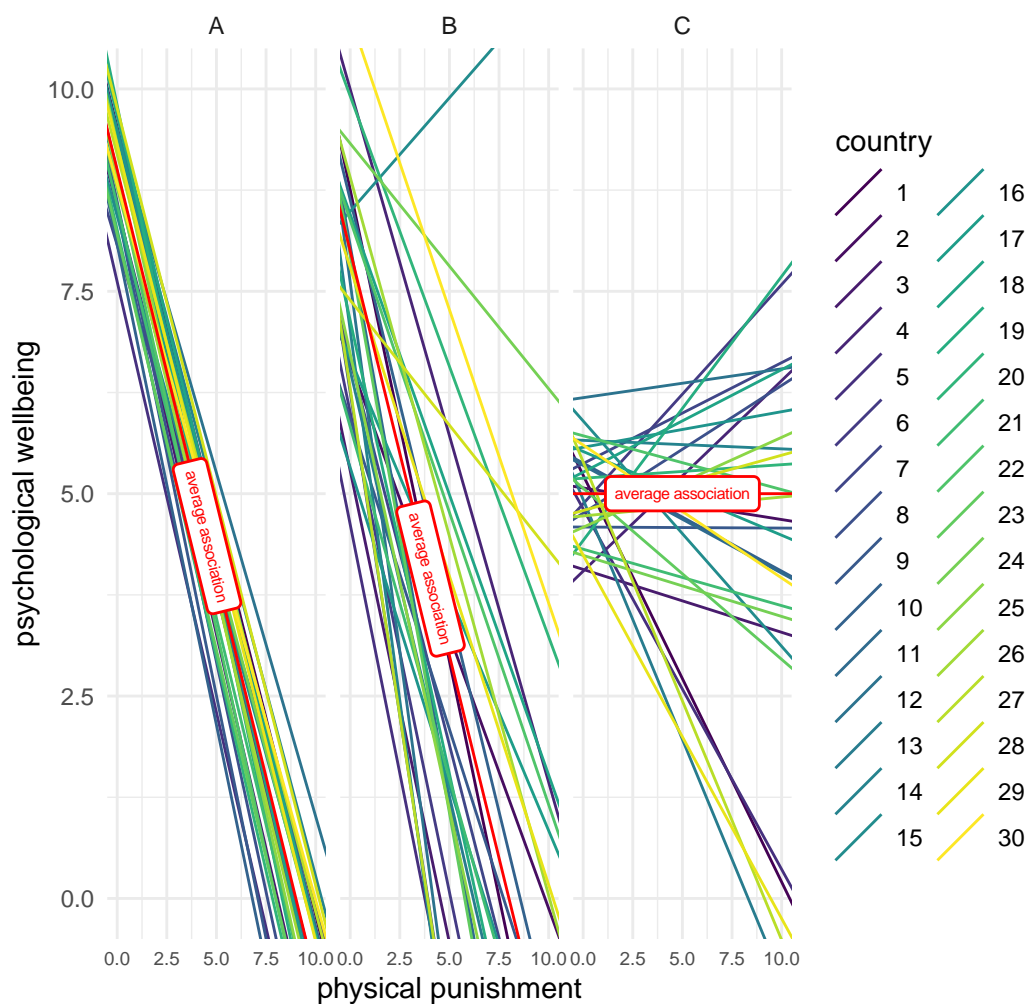 A B C
10.0
7.5
5.0
2.5
0.0
psychological wellbeing
average association
average association
average association
0.0 2.5 5.0 7.5 10.0 0.0 2.5 5.0 7.5 10.0 0.0 2.5 5.0 7.5 10.0
physical punishment
country
1 16
2 17
3 18
4 19
5 20
6 21
7 22
8 23
9 24
10 25
11 26
12 27
13 28
14 29
15 30